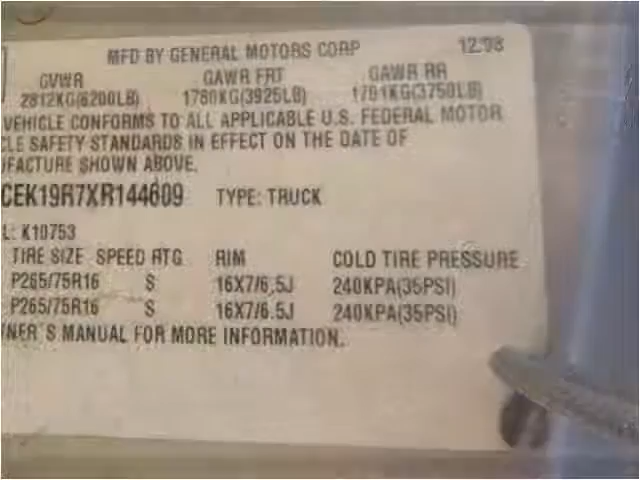 MFD BY GENERAL MOTORS CORP 12/98
GVWR GAWR FRT GAWR RR
2812KG(6200LB) 1780KG(3925LB) 1701KG(3750LB)
VEHICLE CONFORMS TO ALL APPLICABLE U.S. FEDERAL MOTOR
CLE SAFETY STANDARDS IN EFFECT ON THE DATE OF
UFACTURE SHOWN ABOVE.
CEK19R7XR144609 TYPE: TRUCK
L: K10753
TIRE SIZE SPEED RTG RIM COLD TIRE PRESSURE
P265/75R16 S 16X7/6.5J 240KPA(35PSI)
P265/75R16 S 16X7/6.5J 240KPA(35PSI)
NER'S MANUAL FOR MORE INFORMATION.